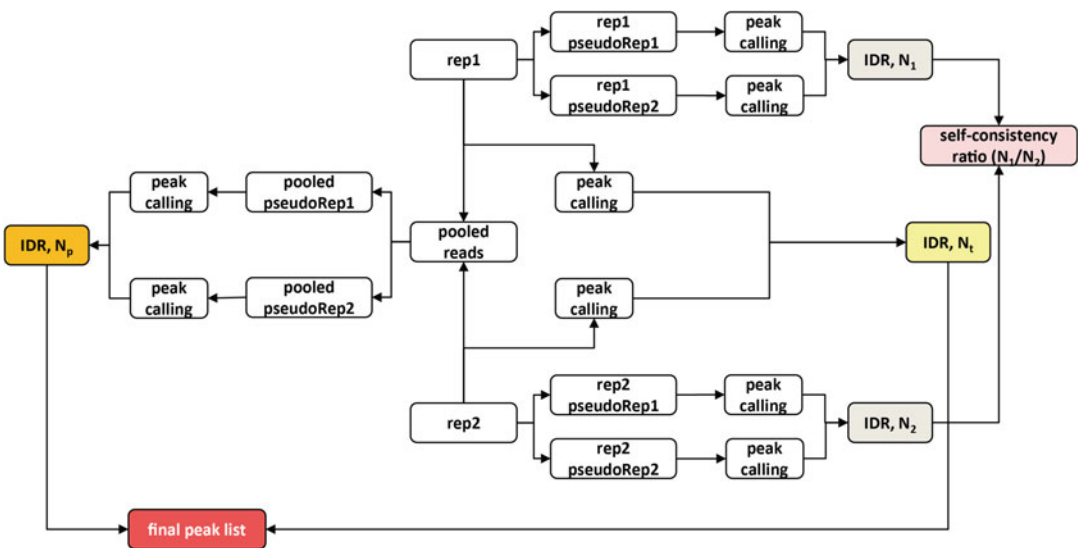 rep1
rep1
pseudoRep1
peak
calling
rep1
pseudoRep2
peak
calling
IDR, N₁
self-consistency
ratio (N₁/N₂)
peak
calling
pooled
pseudoRep1
peak
calling
IDR, Nₚ
pooled
reads
IDR, Nₜ
peak
calling
pooled
pseudoRep2
peak
calling
rep2
rep2
pseudoRep1
peak
calling
rep2
pseudoRep2
peak
calling
IDR, N₂
final peak list